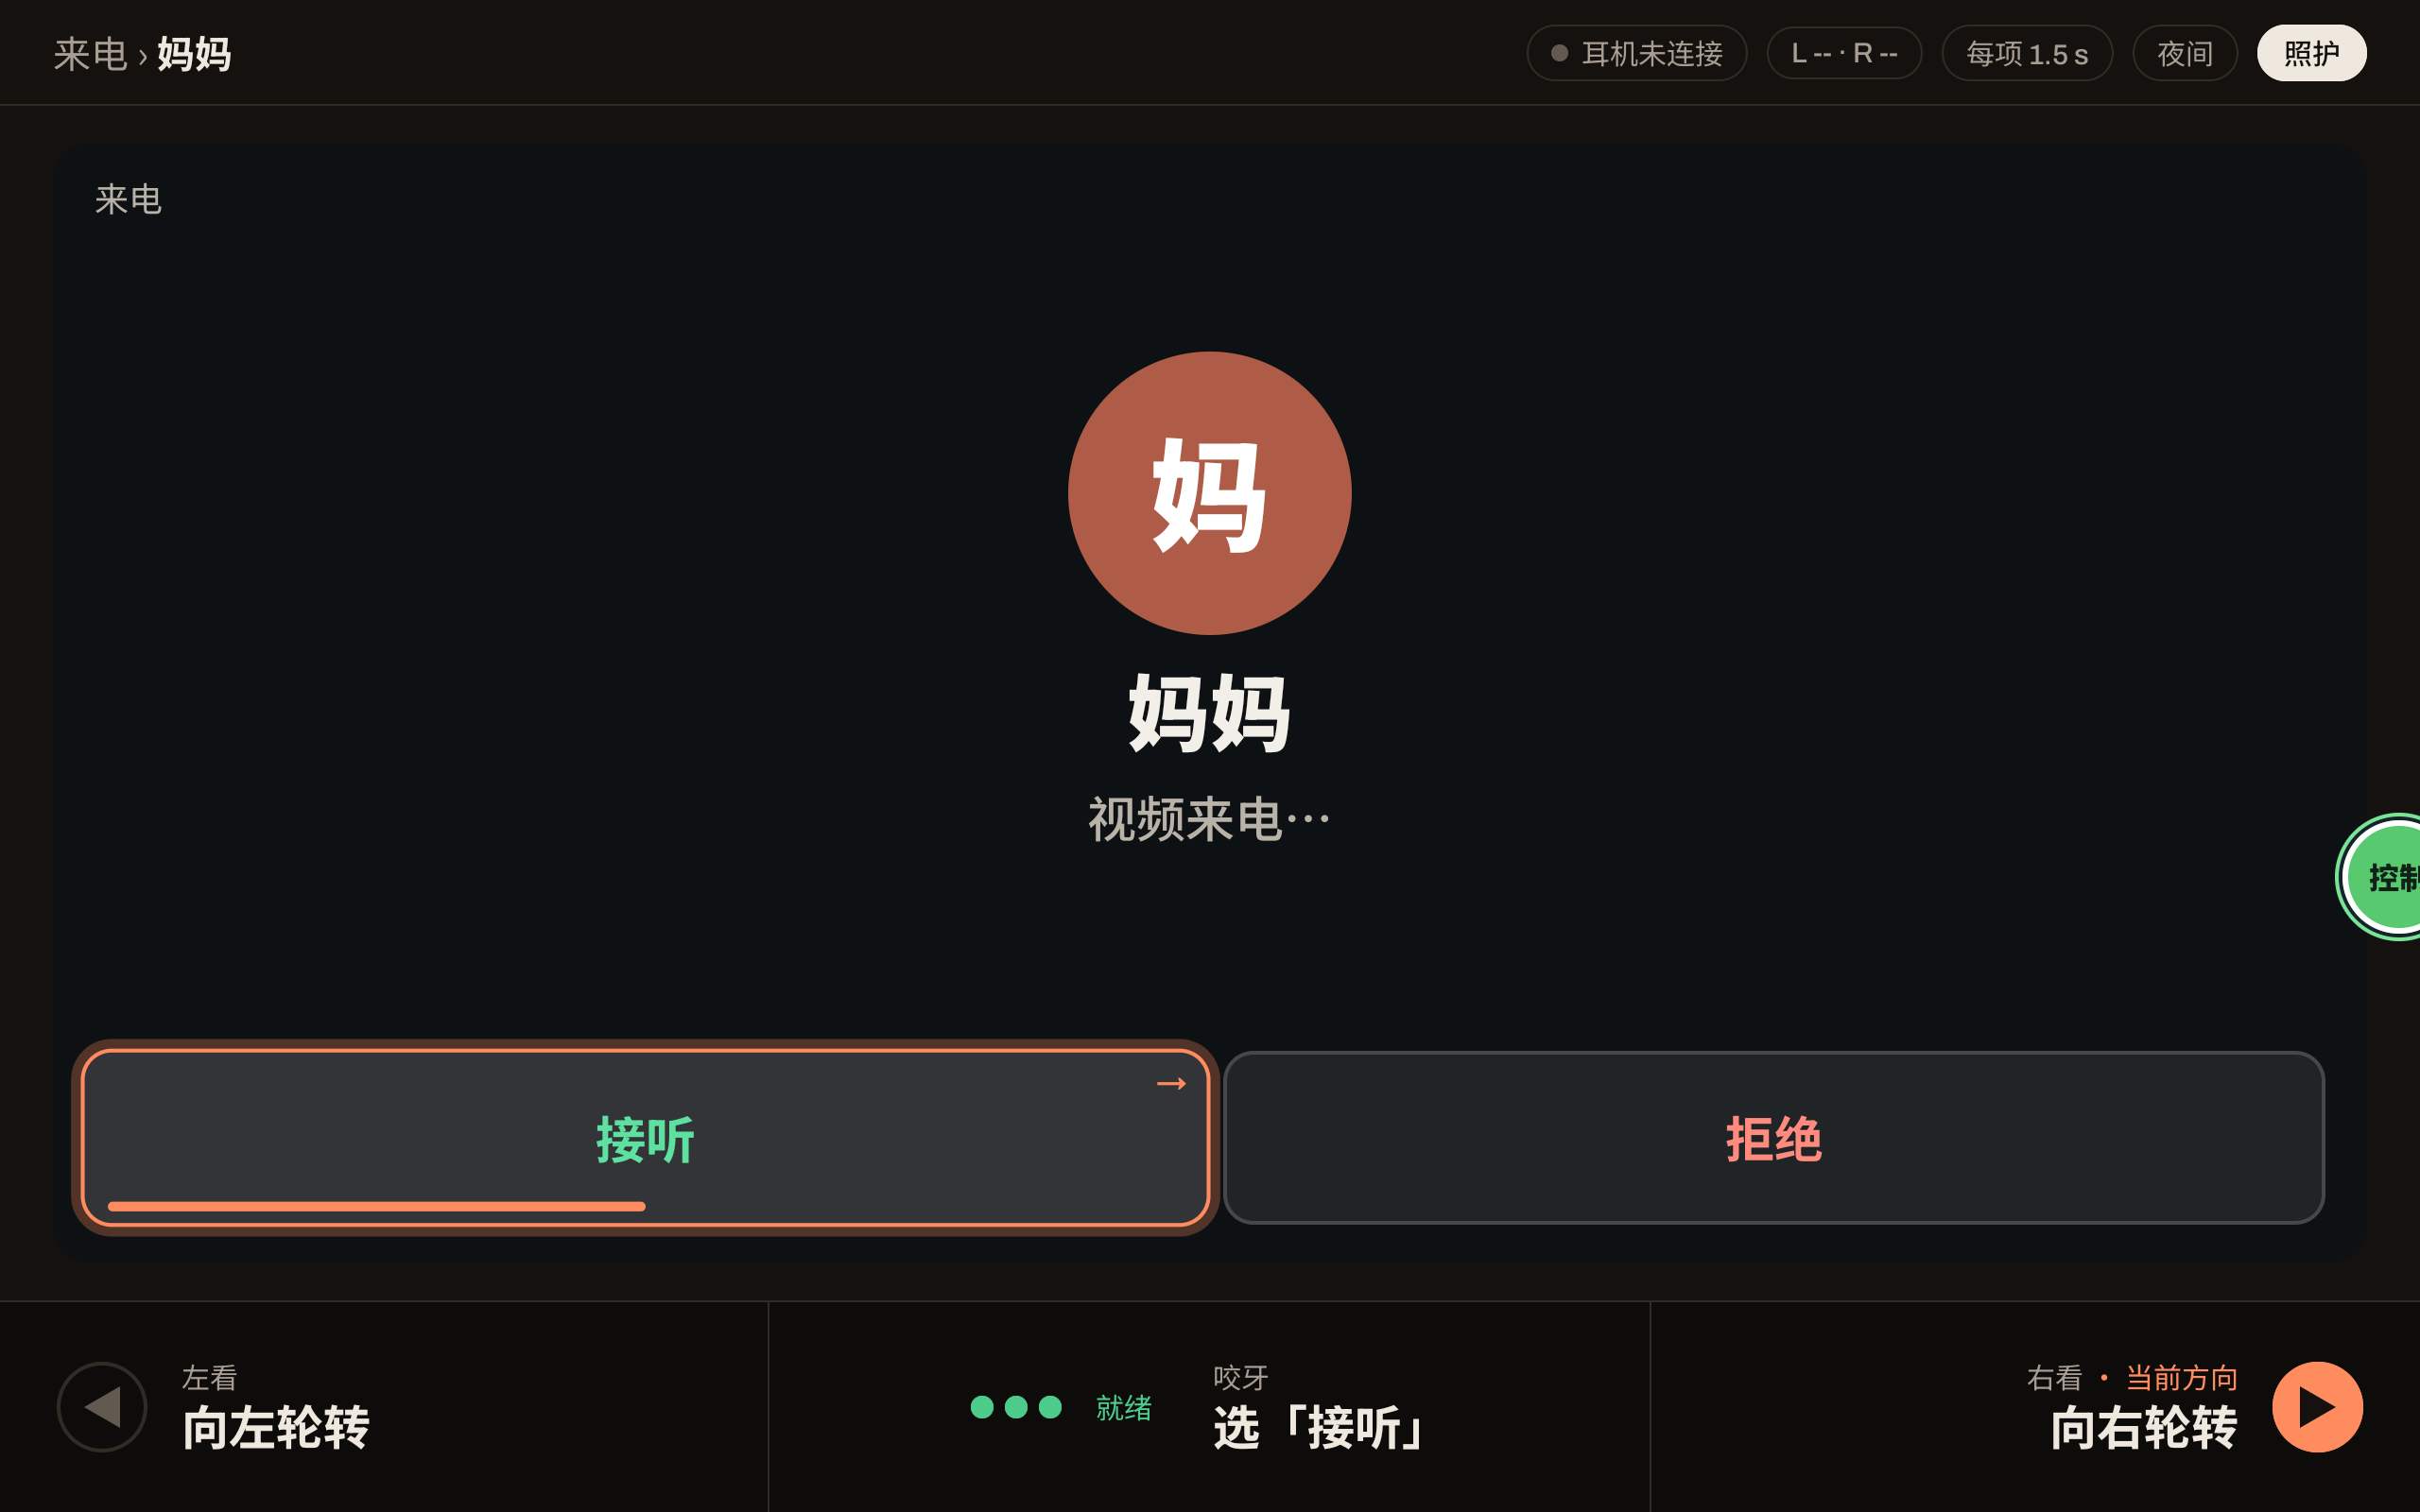 来电 › 妈妈
耳机未连接
L -- · R --
每项 1.5 s
夜间
照护
来电
妈
妈妈
视频来电…
控制
→
接听
拒绝
左看
向左轮转
就绪
咬牙
选「接听」
右看 · 当前方向
向右轮转